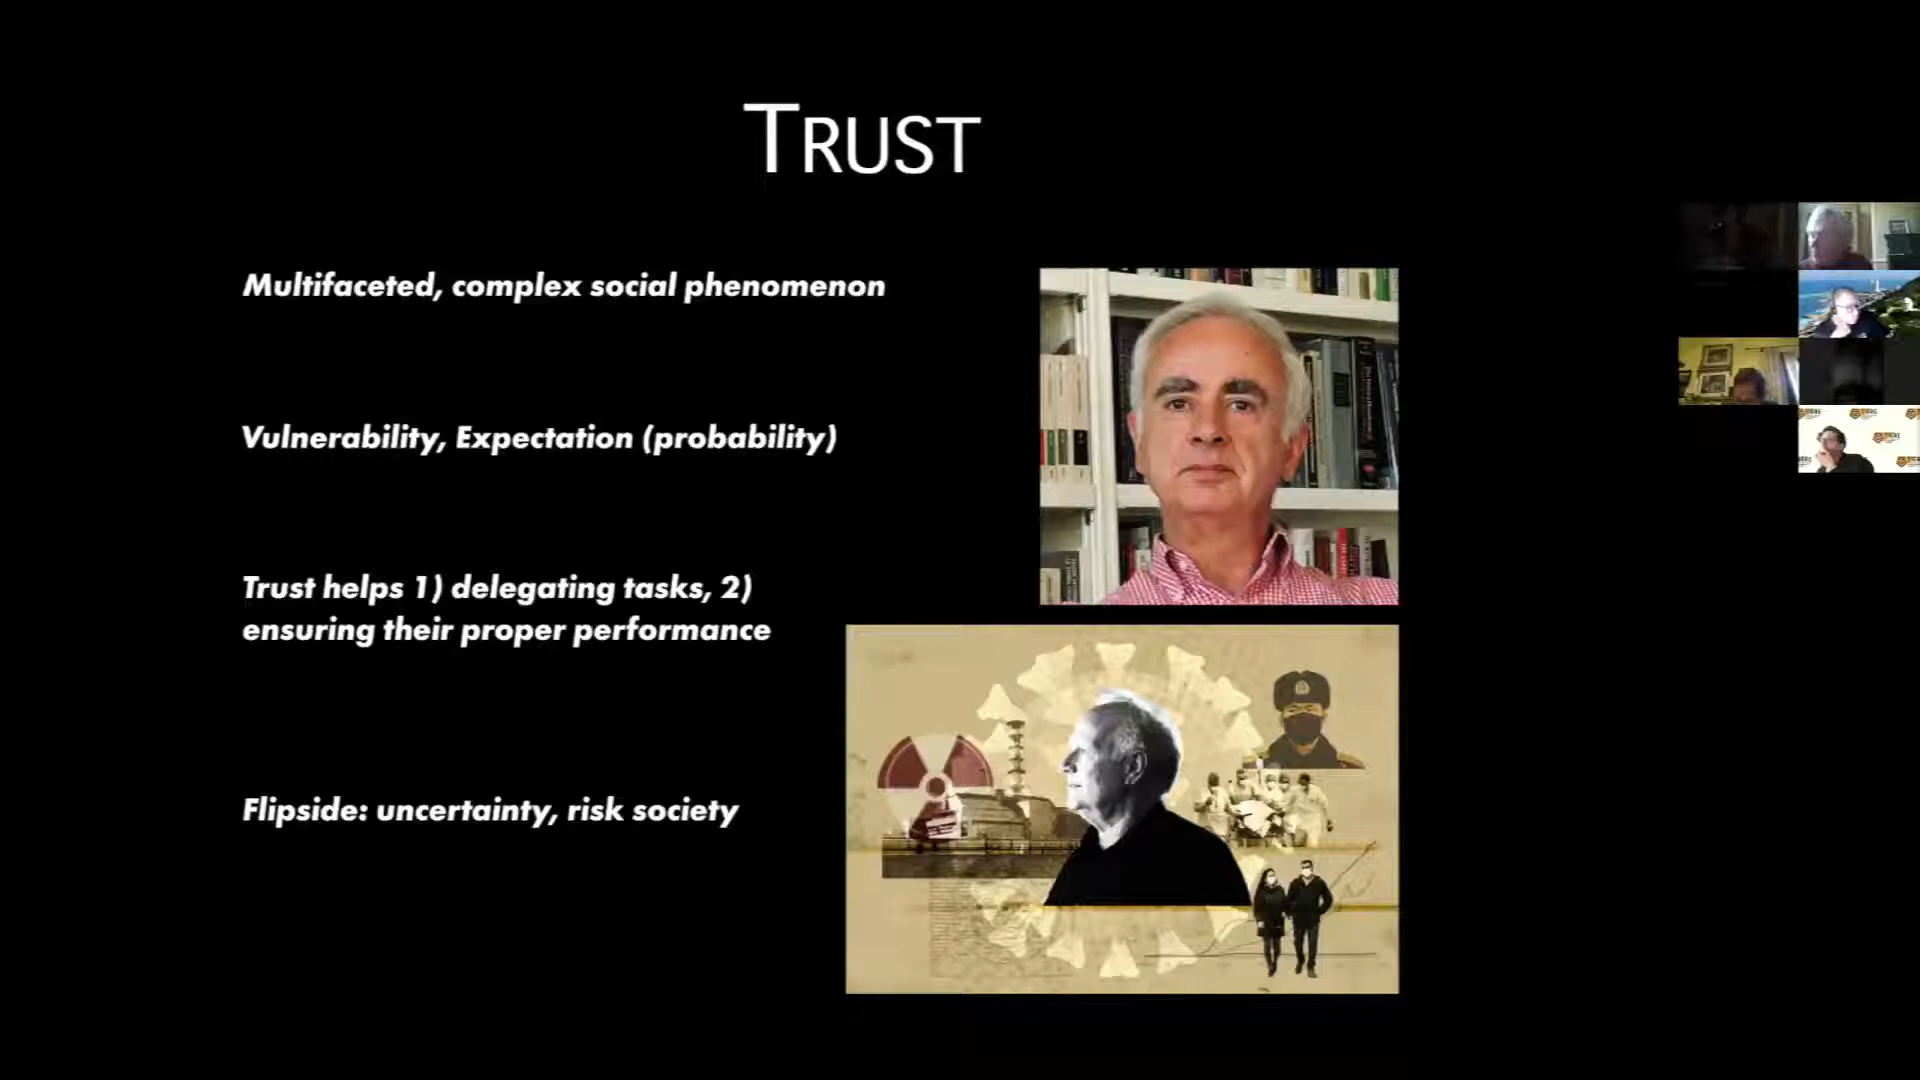 TRUST
Multifaceted, complex social phenomenon
Vulnerability, Expectation (probability)
Trust helps 1) delegating tasks, 2)
ensuring their proper performance
Flipside: uncertainty, risk society